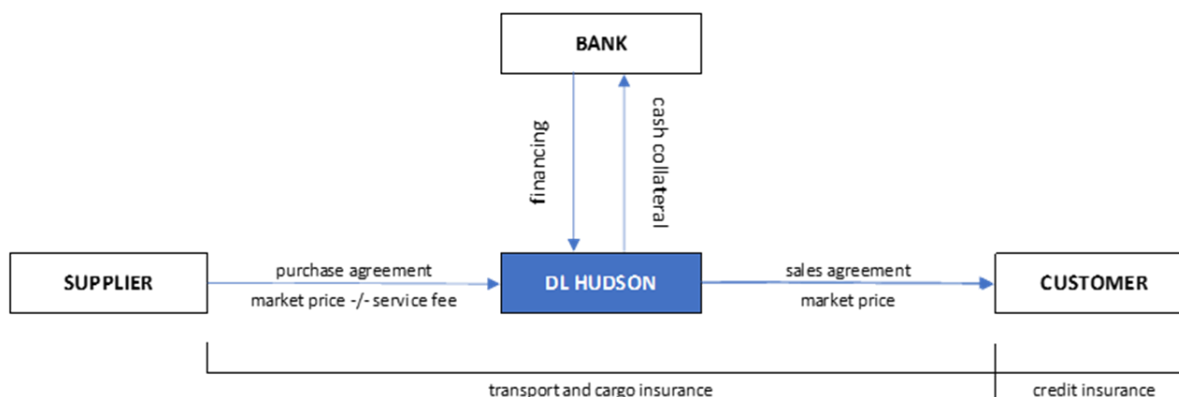 BANK
financing
cash collateral
SUPPLIER
purchase agreement
market price -/- service fee
DL HUDSON
sales agreement
market price
CUSTOMER
transport and cargo insurance
credit insurance